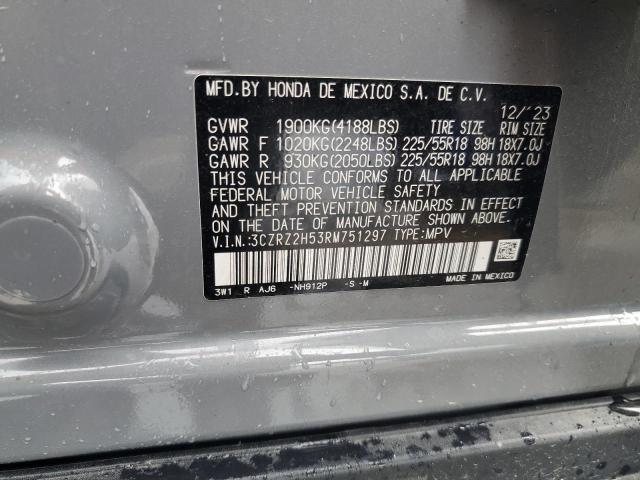 MFD.BY HONDA DE MEXICO S.A. DE C.V.
12/'23
GVWR 1900KG(4188LBS) TIRE SIZE RIM SIZE
GAWR F 1020KG(2248LBS) 225/55R18 98H 18X7.0J
GAWR R 930KG(2050LBS) 225/55R18 98H 18X7.0J
THIS VEHICLE CONFORMS TO ALL APPLICABLE
FEDERAL MOTOR VEHICLE SAFETY
AND THEFT PREVENTION STANDARDS IN EFFECT
ON THE DATE OF MANUFACTURE SHOWN ABOVE.
V.I.N.:3CZRZ2H53RM751297 TYPE:MPV
3W1 R AJ6 -NH912P -S -M MADE IN MEXICO